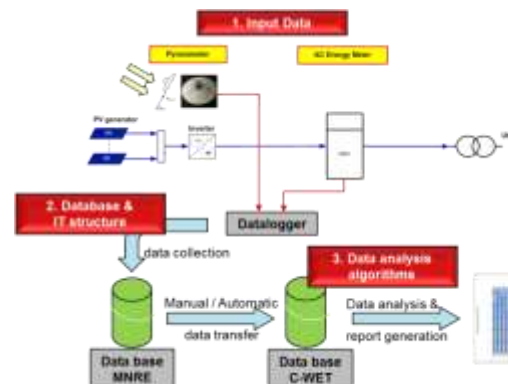 1. Input Data
Pyranometer
AC Energy Meter
PV generator
Inverter
2. Database &
IT structure
Datalogger
data collection
3. Data analysis
algorithms
Manual / Automatic
data transfer
Data analysis &
report generation
Data base
MNRE
Data base
C-WET